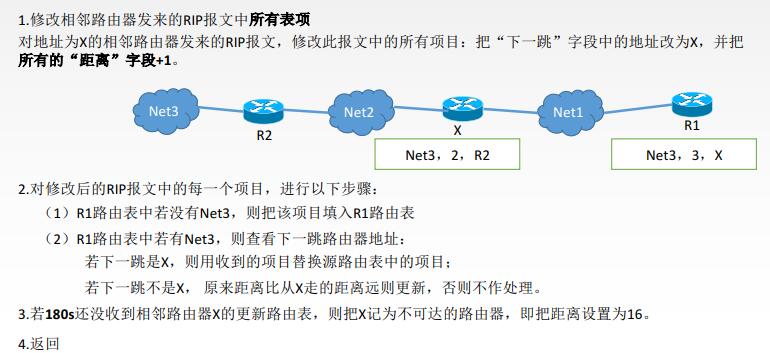 1.修改相邻路由器发来的RIP报文中所有表项
对地址为X的相邻路由器发来的RIP报文，修改此报文中的所有项目：把“下一跳”字段中的地址改为X，并把
所有的“距离”字段+1。
Net3
R2
Net2
X
Net1
R1
Net3，2，R2
Net3，3，X
2.对修改后的RIP报文中的每一个项目，进行以下步骤：
（1）R1路由表中若没有Net3，则把该项目填入R1路由表
（2）R1路由表中若有Net3，则查看下一跳路由器地址：
若下一跳是X，则用收到的项目替换源路由表中的项目；
若下一跳不是X， 原来距离比从X走的距离远则更新，否则不作处理。
3.若180s还没收到相邻路由器X的更新路由表，则把X记为不可达的路由器，即把距离设置为16。
4.返回